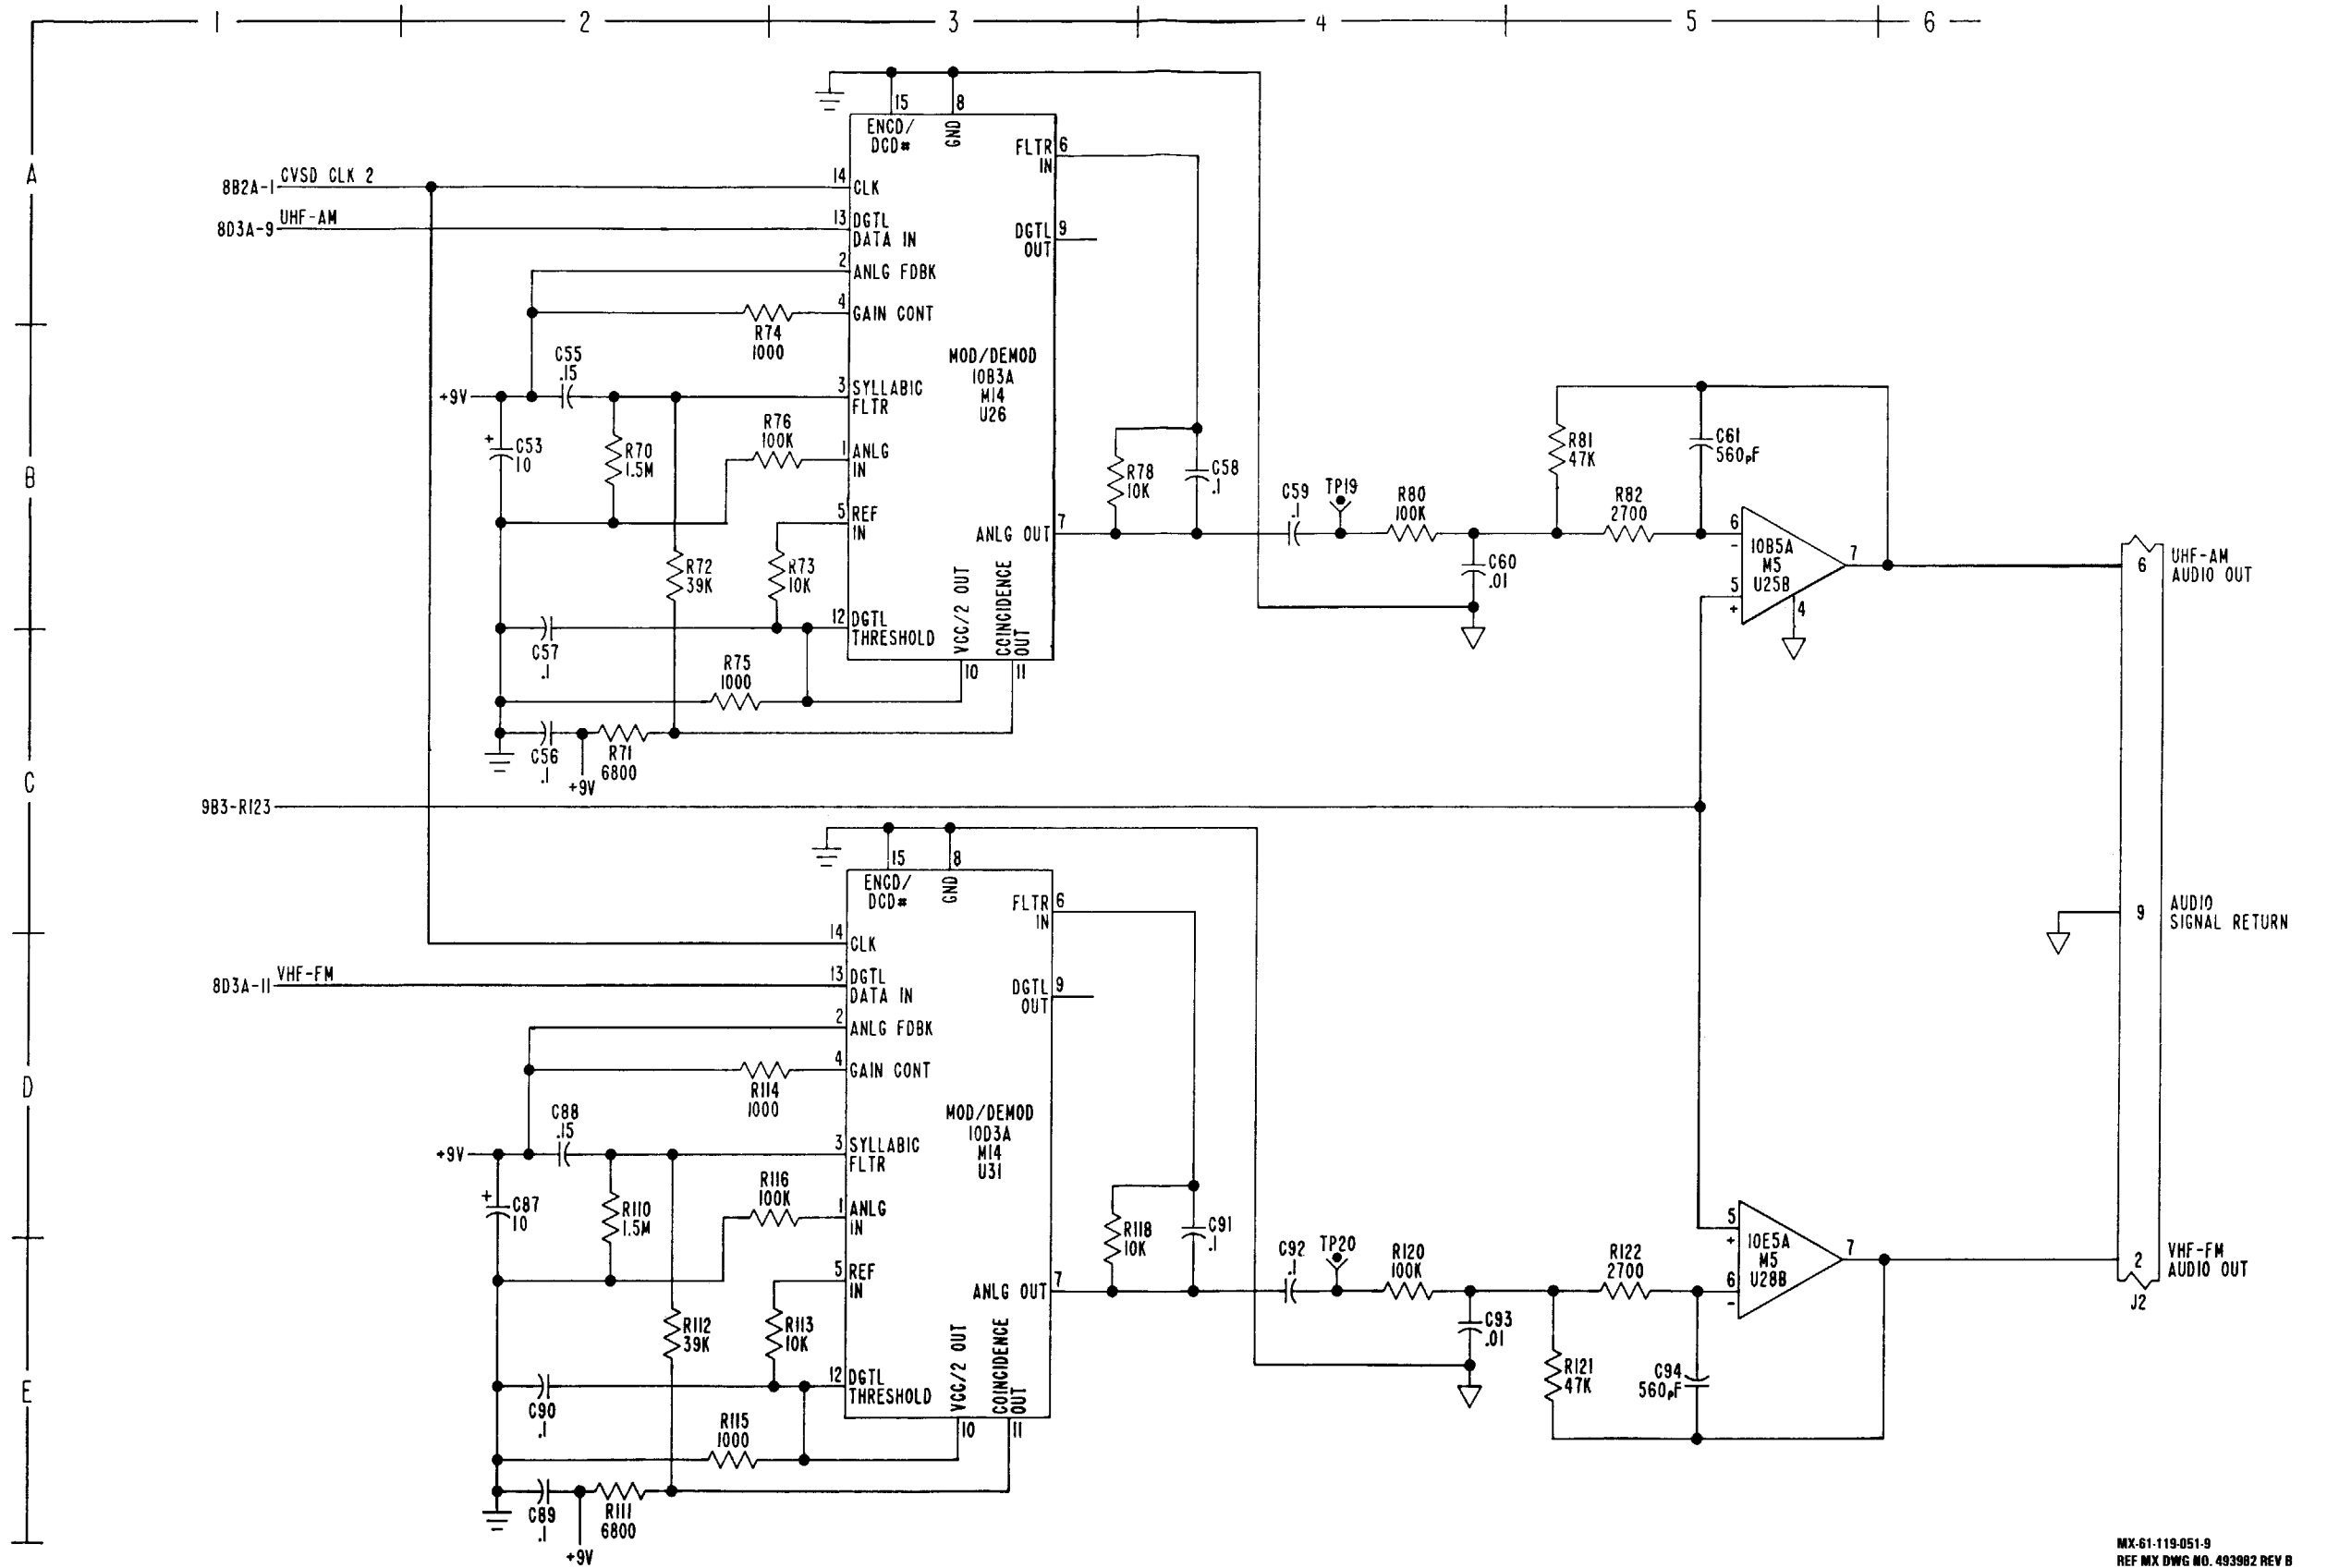 1 2 3 4 5 6
A
B
C
D
E
15
8
ENCD/
DCD*
GND
FLTR
IN
6
8B2A-1
CVSD CLK 2
14
CLK
8D3A-9
UHF-AM
13
DGTL
DATA IN
DGTL
OUT
9
2
ANLG FDBK
4
GAIN CONT
R74
1000
MOD/DEMOD
10B3A
M14
U26
C55
.15
+9V
3
SYLLABIC
FLTR
+
C53
10
R70
1.5M
R76
100K
1
ANLG
IN
5
REF
IN
R72
39K
R73
10K
ANLG OUT
7
R78
10K
C58
.1
C59
.1
TP19
R80
100K
C60
.01
R81
47K
C61
560pF
R82
2700
6
-
10B5A
M5
U25B
5
+
4
7
6
UHF-AM
AUDIO OUT
12
DGTL
THRESHOLD
VCC/2 OUT
CCINCIDENCE
OUT
10
11
C57
.1
R75
1000
C56
.1
R71
6800
+9V
9B3-R123
15
8
ENCD/
DCD*
GND
FLTR
IN
6
9
AUDIO
SIGNAL RETURN
14
CLK
8D3A-11
VHF-FM
13
DGTL
DATA IN
DGTL
OUT
9
2
ANLG FDBK
4
GAIN CONT
R114
1000
MOD/DEMOD
10D3A
M14
U31
C88
.15
+9V
3
SYLLABIC
FLTR
+
C87
10
R110
1.5M
R116
100K
1
ANLG
IN
5
REF
IN
R112
39K
R113
10K
ANLG OUT
7
R118
10K
C91
.1
C92
.1
TP20
R120
100K
C93
.01
R122
2700
R121
47K
C94
560pF
5
+
10E5A
M5
U28B
6
-
7
2
VHF-FM
AUDIO OUT
J2
12
DGTL
THRESHOLD
VCC/2 OUT
COINCIDENCE
OUT
10
11
C90
.1
R115
1000
C89
.1
R111
6800
+9V
MX-61-119-051-9
REF MX DWG NO. 493982 REV B